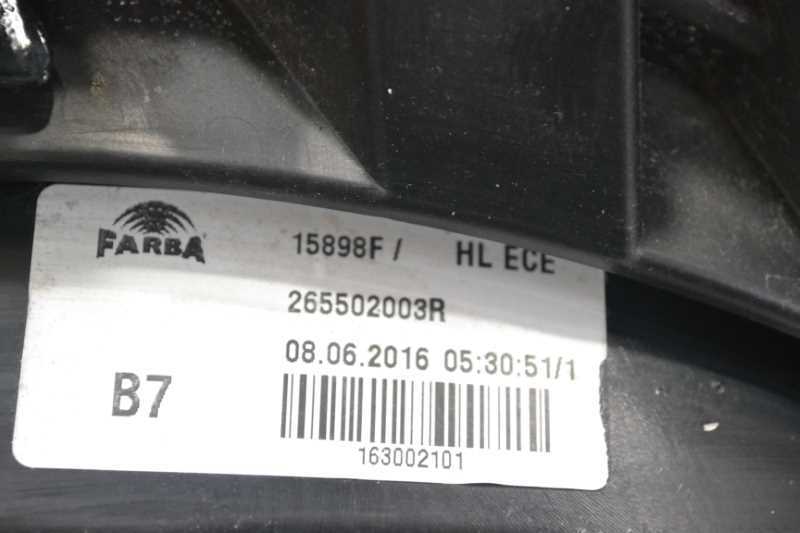 FARBA 15898F / HL ECE
265502003R
08.06.2016 05:30:51/1
B7
163002101